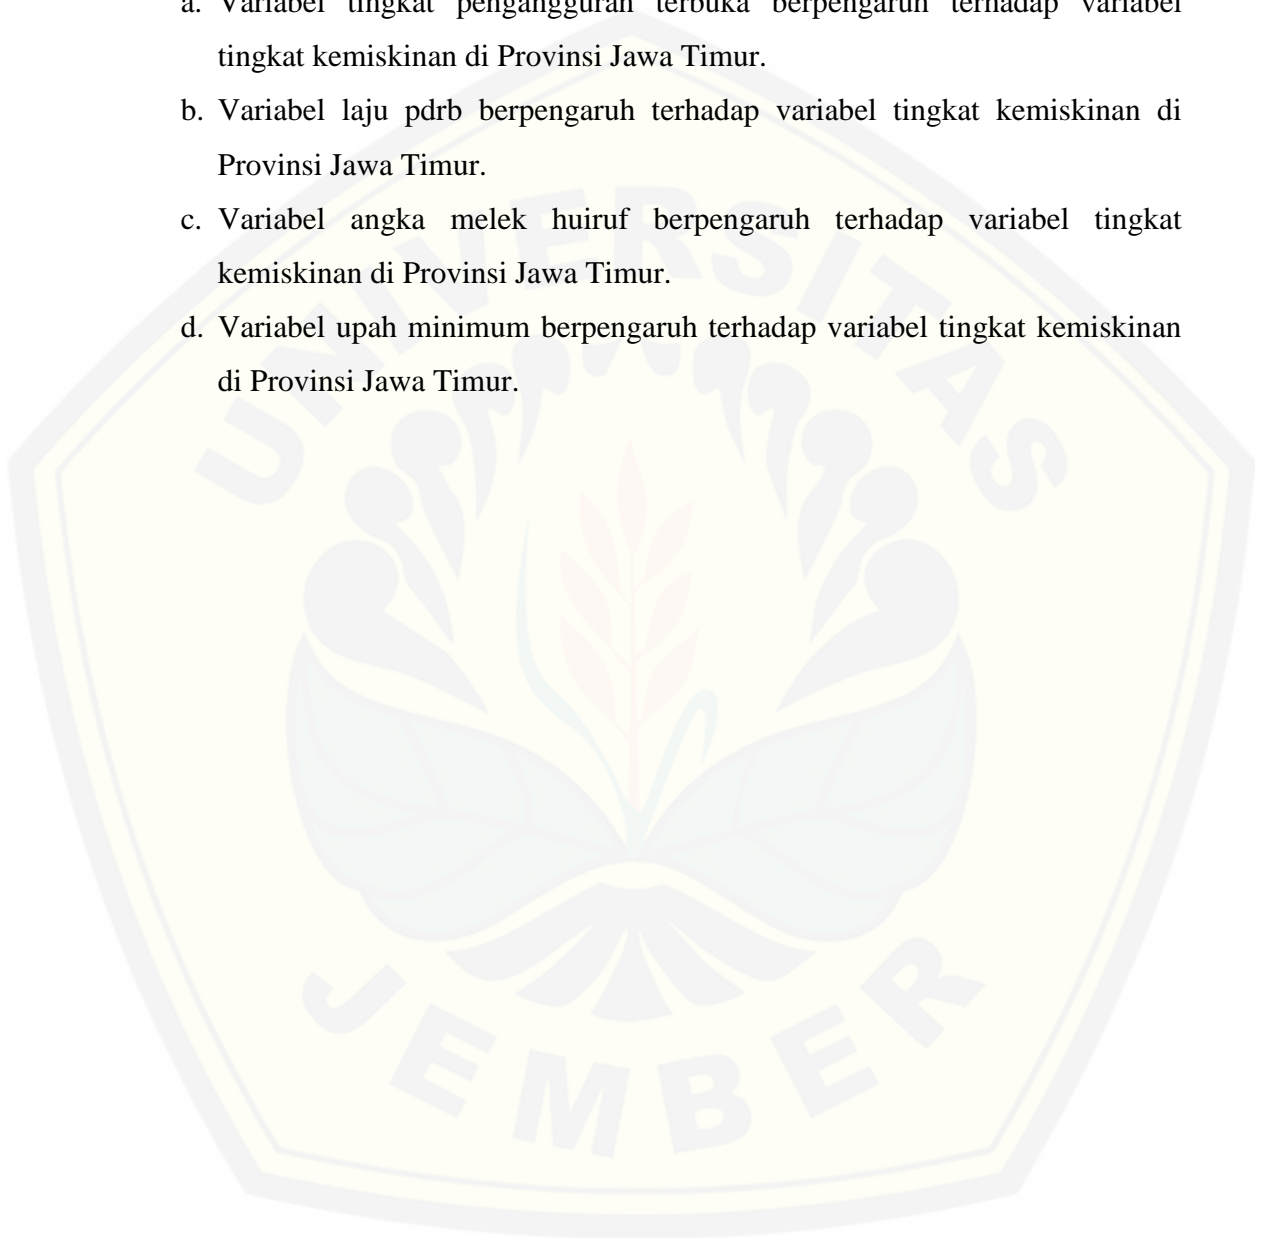 a. Variabel tingkat pengangguran terbuka berpengaruh terhadap variabel
tingkat kemiskinan di Provinsi Jawa Timur.
b. Variabel laju pdrb berpengaruh terhadap variabel tingkat kemiskinan di
Provinsi Jawa Timur.
c. Variabel angka melek huiruf berpengaruh terhadap variabel tingkat
kemiskinan di Provinsi Jawa Timur.
d. Variabel upah minimum berpengaruh terhadap variabel tingkat kemiskinan
di Provinsi Jawa Timur.
UNIVERSITAS
JEMBER